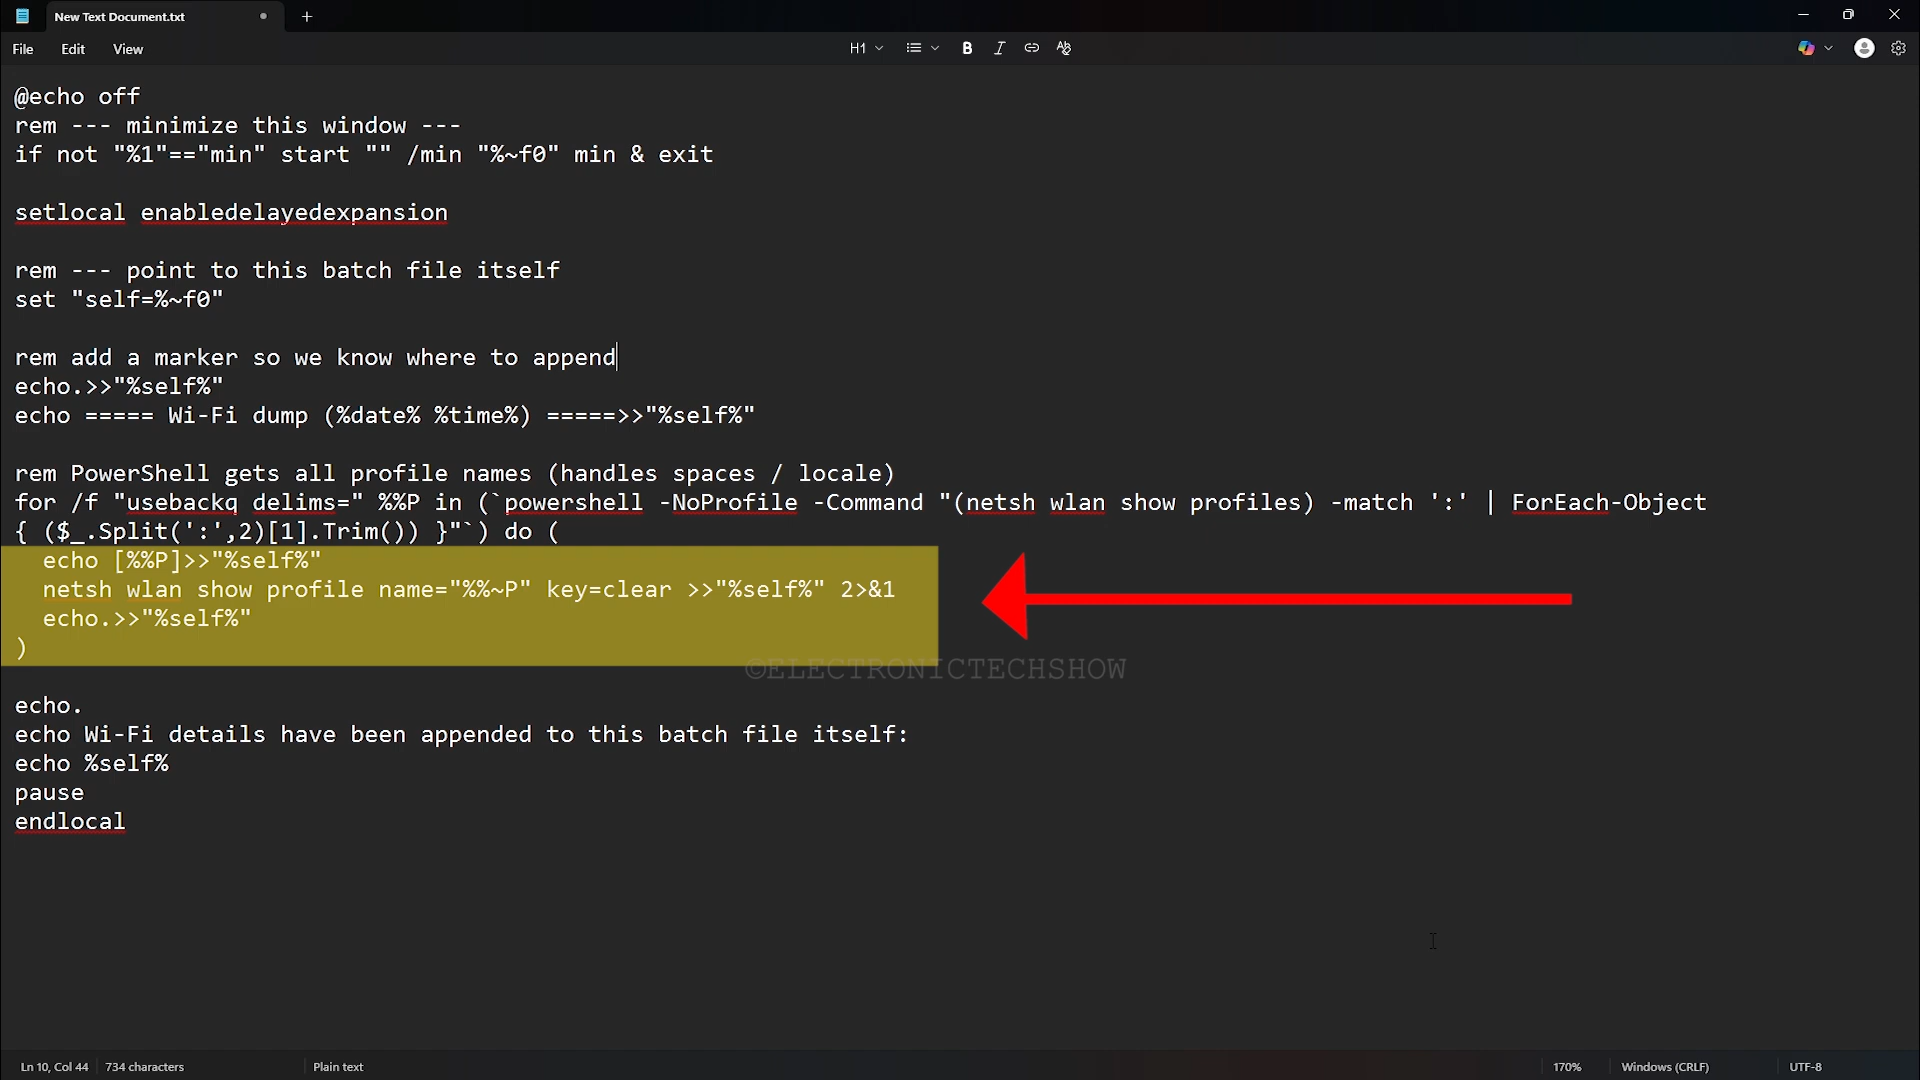 New Text Document.txt
File Edit View
H1 B I
@echo off
rem --- minimize this window ---
if not "%1"=="min" start "" /min "%~f0" min & exit
setlocal enabledelayedexpansion
rem --- point to this batch file itself
set "self=%~f0"
rem add a marker so we know where to append
echo.>>"%self%"
echo ===== Wi-Fi dump (%date% %time%) =====>>"%self%"
rem PowerShell gets all profile names (handles spaces / locale)
for /f "usebackq delims=" %%P in (`powershell -NoProfile -Command "(netsh wlan show profiles) -match ':' | ForEach-Object
{ ($_.Split(':',2)[1].Trim()) }"`) do (
echo [%%P]>>"%self%"
netsh wlan show profile name="%%~P" key=clear >>"%self%" 2>&1
echo.>>"%self%"
)
©ELECTRONICTECHSHOW
echo.
echo Wi-Fi details have been appended to this batch file itself:
echo %self%
pause
endlocal
Ln 10, Col 44 734 characters Plain text 170% Windows (CRLF) UTF-8